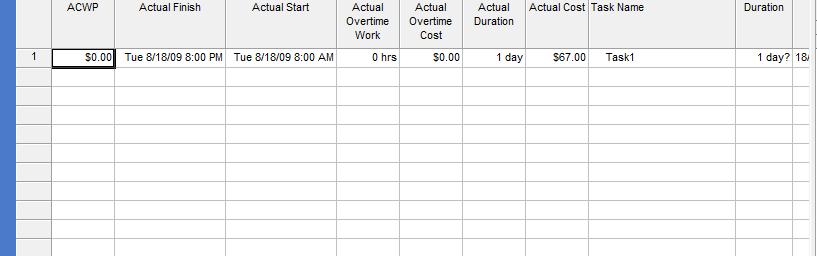 ACWP Actual Finish Actual Start Actual Overtime Work Actual Overtime Cost Actual Duration Actual Cost Task Name Duration
1 $0.00 Tue 8/18/09 8:00 PM Tue 8/18/09 8:00 AM 0 hrs $0.00 1 day $67.00 Task1 1 day? 18/